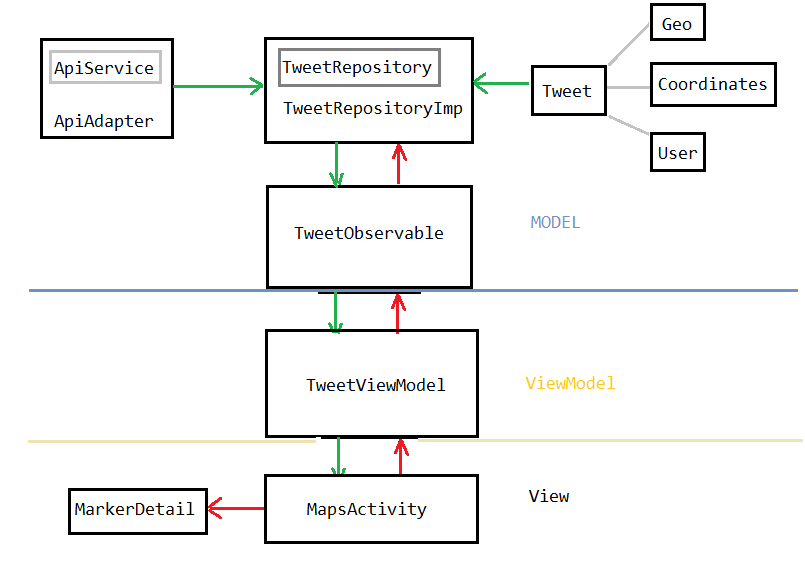 Geo
ApiService
TweetRepository
Tweet
Coordinates
ApiAdapter
TweetRepositoryImp
User
TweetObservable
MODEL
TweetViewModel
ViewModel
MarkerDetail
MapsActivity
View